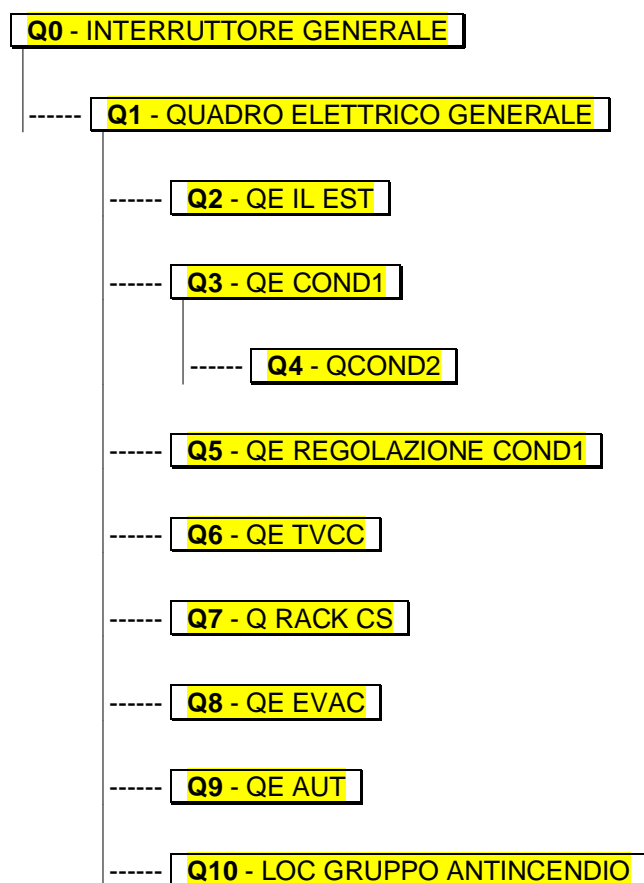 Q0 - INTERRUTTORE GENERALE
------ Q1 - QUADRO ELETTRICO GENERALE
------ Q2 - QE IL EST
------ Q3 - QE COND1
------ Q4 - QCOND2
------ Q5 - QE REGOLAZIONE COND1
------ Q6 - QE TVCC
------ Q7 - Q RACK CS
------ Q8 - QE EVAC
------ Q9 - QE AUT
------ Q10 - LOC GRUPPO ANTINCENDIO